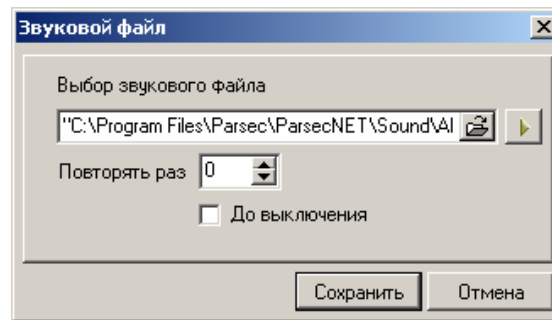 Звуковой файл
Выбор звукового файла
"C:\Program Files\Parsec\ParsecNET\Sound\Al
Повторять раз 0
До выключения
Сохранить Отмена